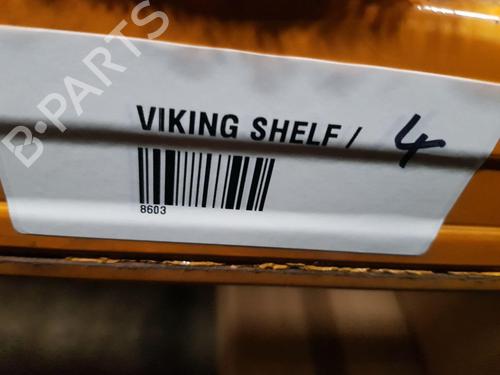 B-PARTS
VIKING SHELF / 4
8603